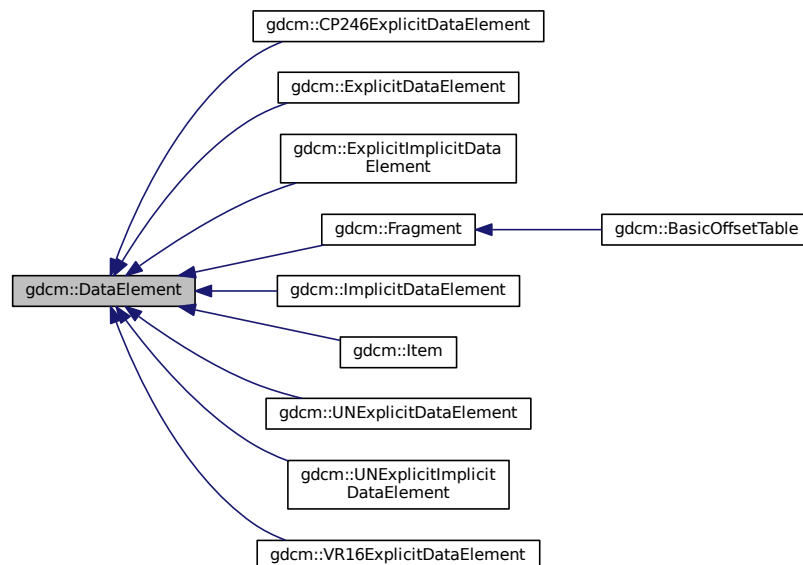 gdcm::CP246ExplicitDataElement
gdcm::ExplicitDataElement
gdcm::ExplicitImplicitData
Element
gdcm::Fragment
gdcm::BasicOffsetTable
gdcm::DataElement
gdcm::ImplicitDataElement
gdcm::Item
gdcm::UNExplicitDataElement
gdcm::UNExplicitImplicit
DataElement
gdcm::VR16ExplicitDataElement